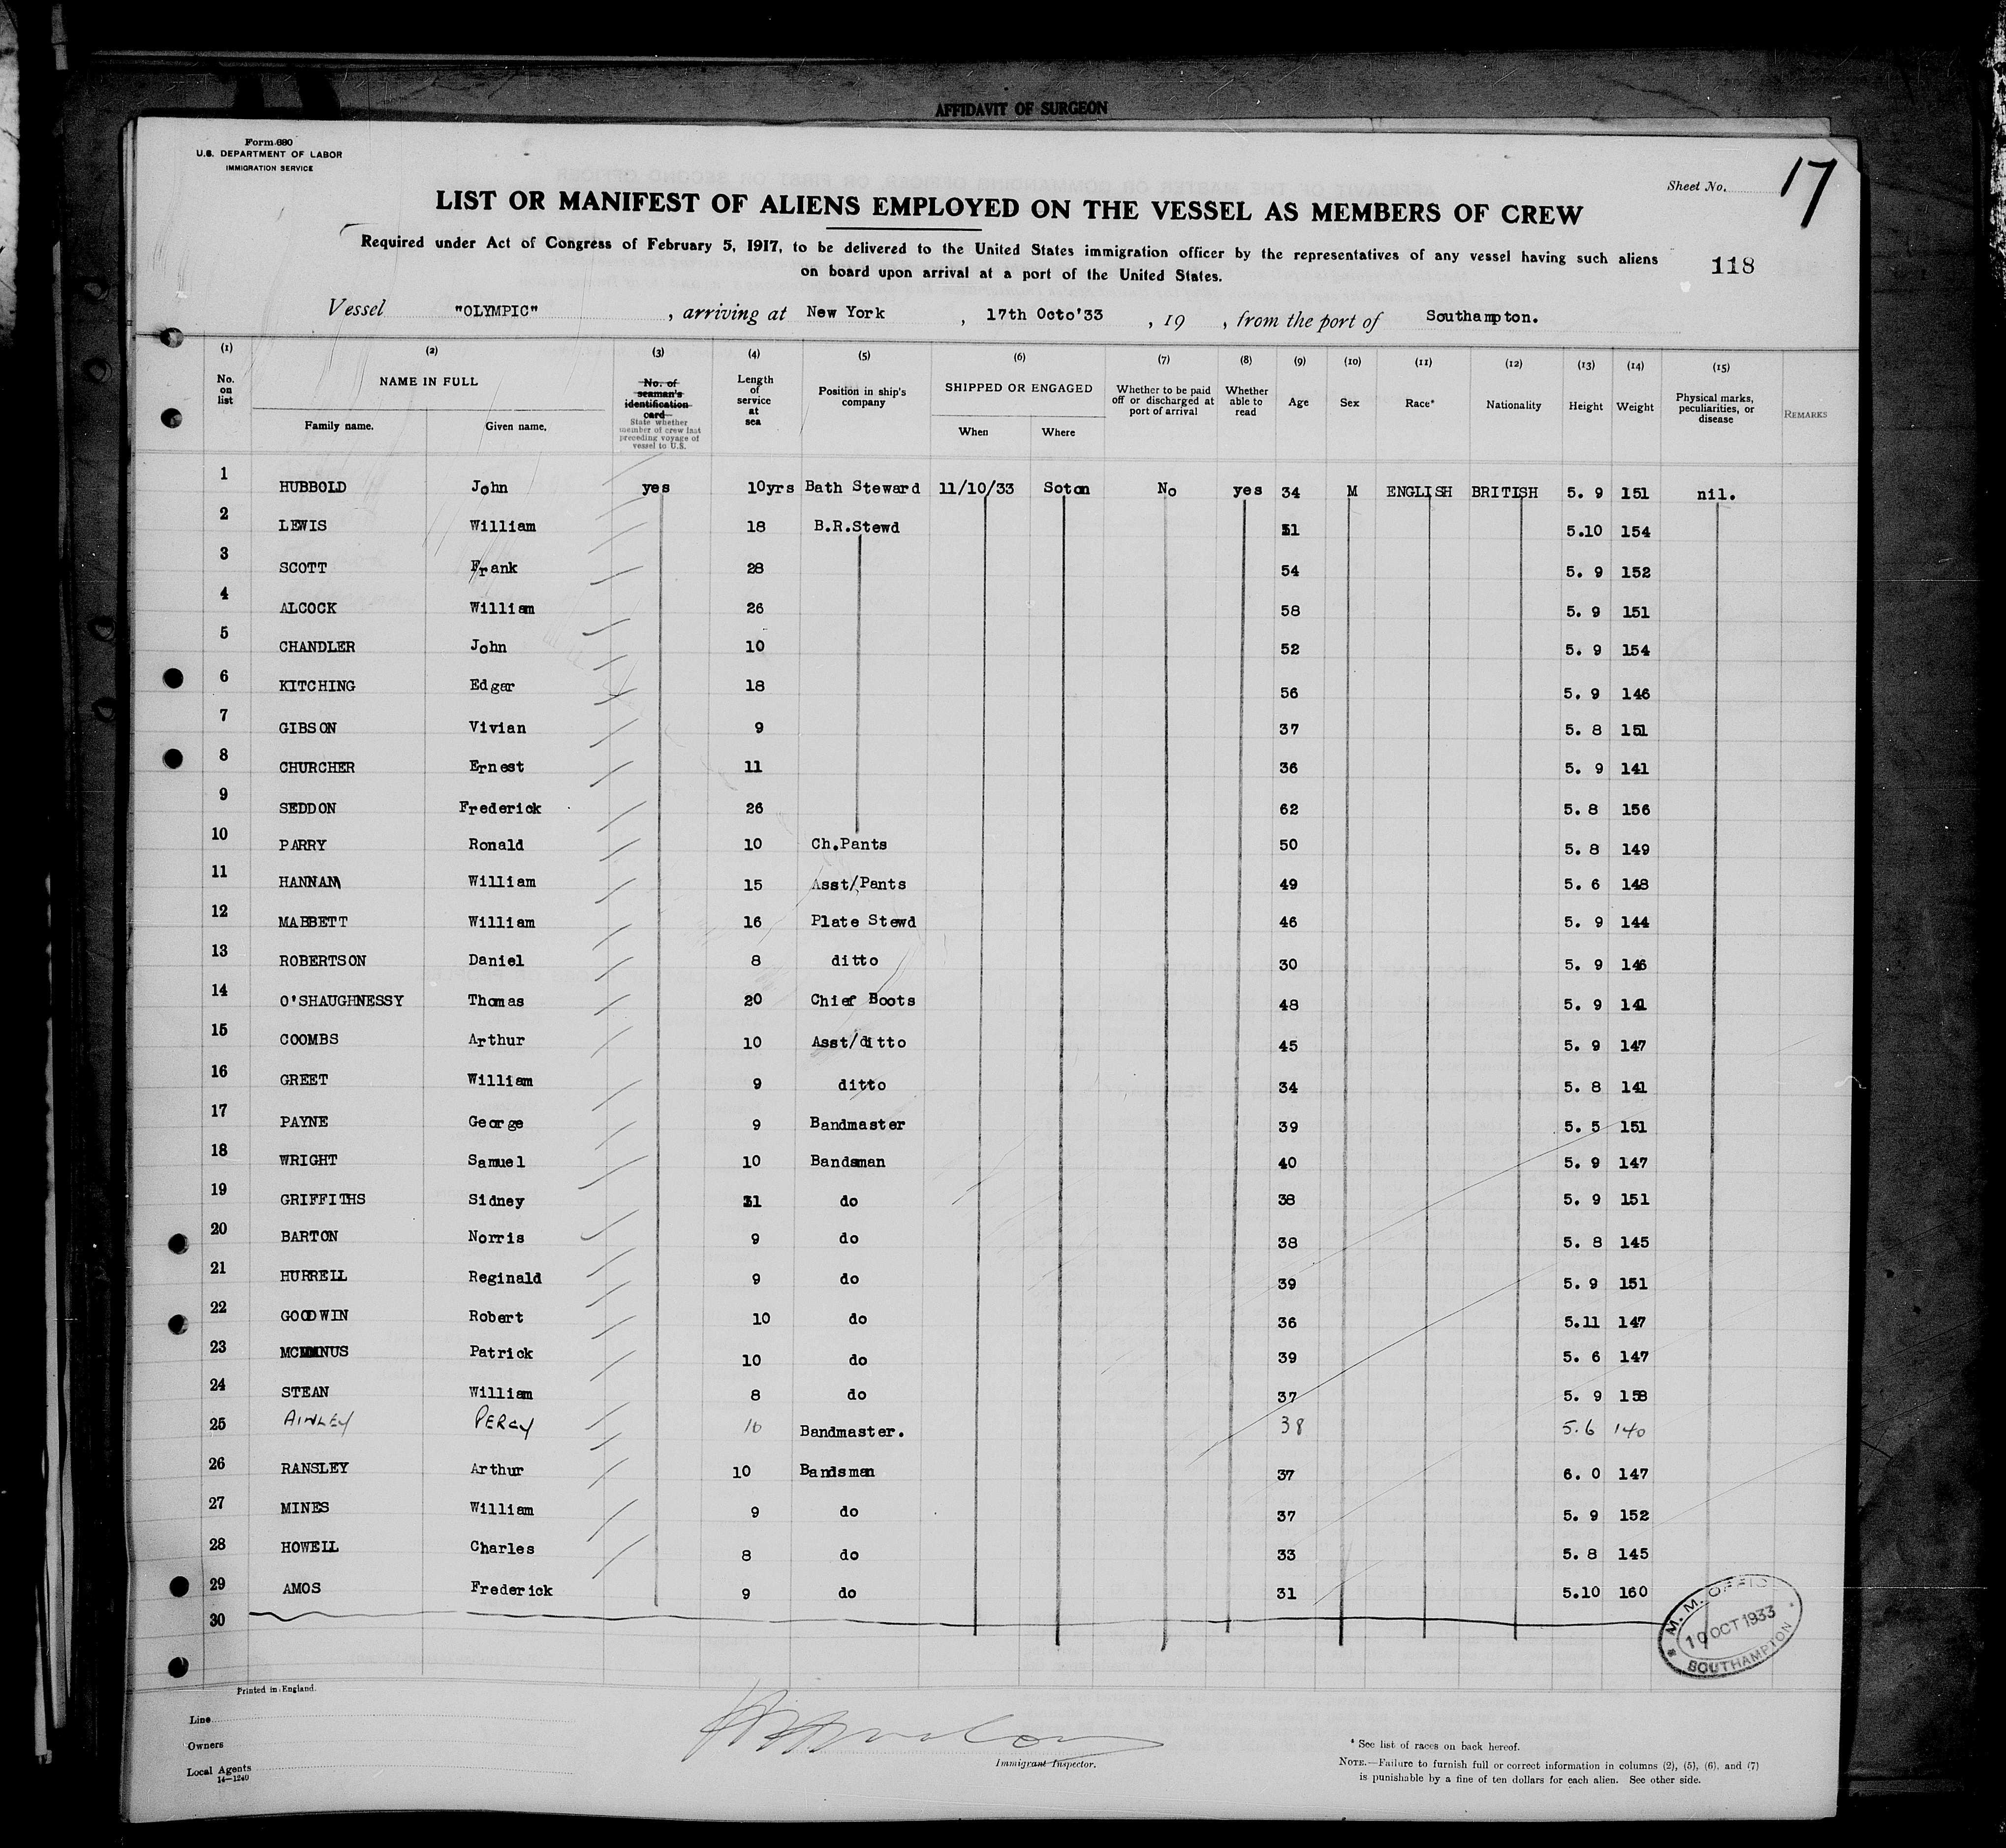 AFFIDAVIT OF SURGEON
Form 680
U.S. DEPARTMENT OF LABOR
IMMIGRATION SERVICE
Sheet No. 17
LIST OR MANIFEST OF ALIENS EMPLOYED ON THE VESSEL AS MEMBERS OF CREW
Required under Act of Congress of February 5, 1917, to be delivered to the United States immigration officer by the representatives of any vessel having such aliens
on board upon arrival at a port of the United States.
118
Vessel "OLYMPIC", arriving at New York, 17th Octo'33, 19 , from the port of Southampton.
(1) (2) (3) (4) (5) (6) (7) (8) (9) (10) (11) (12) (13) (14) (15)
No. on list NAME IN FULL Family name. Given name. No. of seaman's identification card State whether member of crew last preceding voyage of vessel to U.S. Length of service at sea Position in ship's company SHIPPED OR ENGAGED When Where Whether to be paid off or discharged at port of arrival Whether able to read Age Sex Race* Nationality Height Weight Physical marks, peculiarities, or disease REMARKS
1 HUBBOLD John yes 10yrs Bath Steward 11/10/33 Soton No yes 34 M ENGLISH BRITISH 5. 9 151 nil.
2 LEWIS William 18 B.R.Stewd 5.10 154
3 SCOTT Frank 28 54 5. 9 152
4 ALCOCK William 26 58 5. 9 151
5 CHANDLER John 10 52 5. 9 154
6 KITCHING Edgar 18 56 5. 9 146
7 GIBSON Vivian 9 37 5. 8 151
8 CHURCHER Ernest 11 36 5. 9 141
9 SEDDON Frederick 26 62 5. 8 156
10 PARRY Ronald 10 Ch.Pants 50 5. 8 149
11 HANNAN William 15 Asst/Pants 49 5. 6 148
12 MABBETT William 16 Plate Stewd 46 5. 9 144
13 ROBERTSON Daniel 8 ditto 30 5. 9 146
14 O'SHAUGHNESSY Thomas 20 Chief Boots 48 5. 9 141
15 COOMBS Arthur 10 Asst/ditto 45 5. 9 147
16 GREET William 9 ditto 34 5. 8 141
17 PAYNE George 9 Bandmaster 39 5. 5 151
18 WRIGHT Samuel 10 Bandsman 40 5. 9 147
19 GRIFFITHS Sidney do 38 5. 9 151
20 BARTON Norris 9 do 38 5. 8 145
21 HURRELL Reginald 9 do 39 5. 9 151
22 GOODWIN Robert 10 do 36 5.11 147
23 Patrick 10 do 39 5. 6 147
24 STEAN William 8 do 37 5. 9 158
25 AINLEY PERCY 10 Bandmaster. 38 5.6 140
26 RANSLEY Arthur 10 Bandsman 37 6. 0 147
27 MINES William 9 do 37 5. 9 152
28 HOWELL Charles 8 do 33 5. 8 145
29 AMOS Frederick 9 do 31 5.10 160
30
M. M. OFFICE
10 OCT 1933
SOUTHAMPTON
Printed in England.
Line
Owners
Local Agents
14—1240
Immigrant Inspector.
* See list of races on back hereof.
NOTE.—Failure to furnish full or correct information in columns (2), (5), (6), and (7)
is punishable by a fine of ten dollars for each alien. See other side.